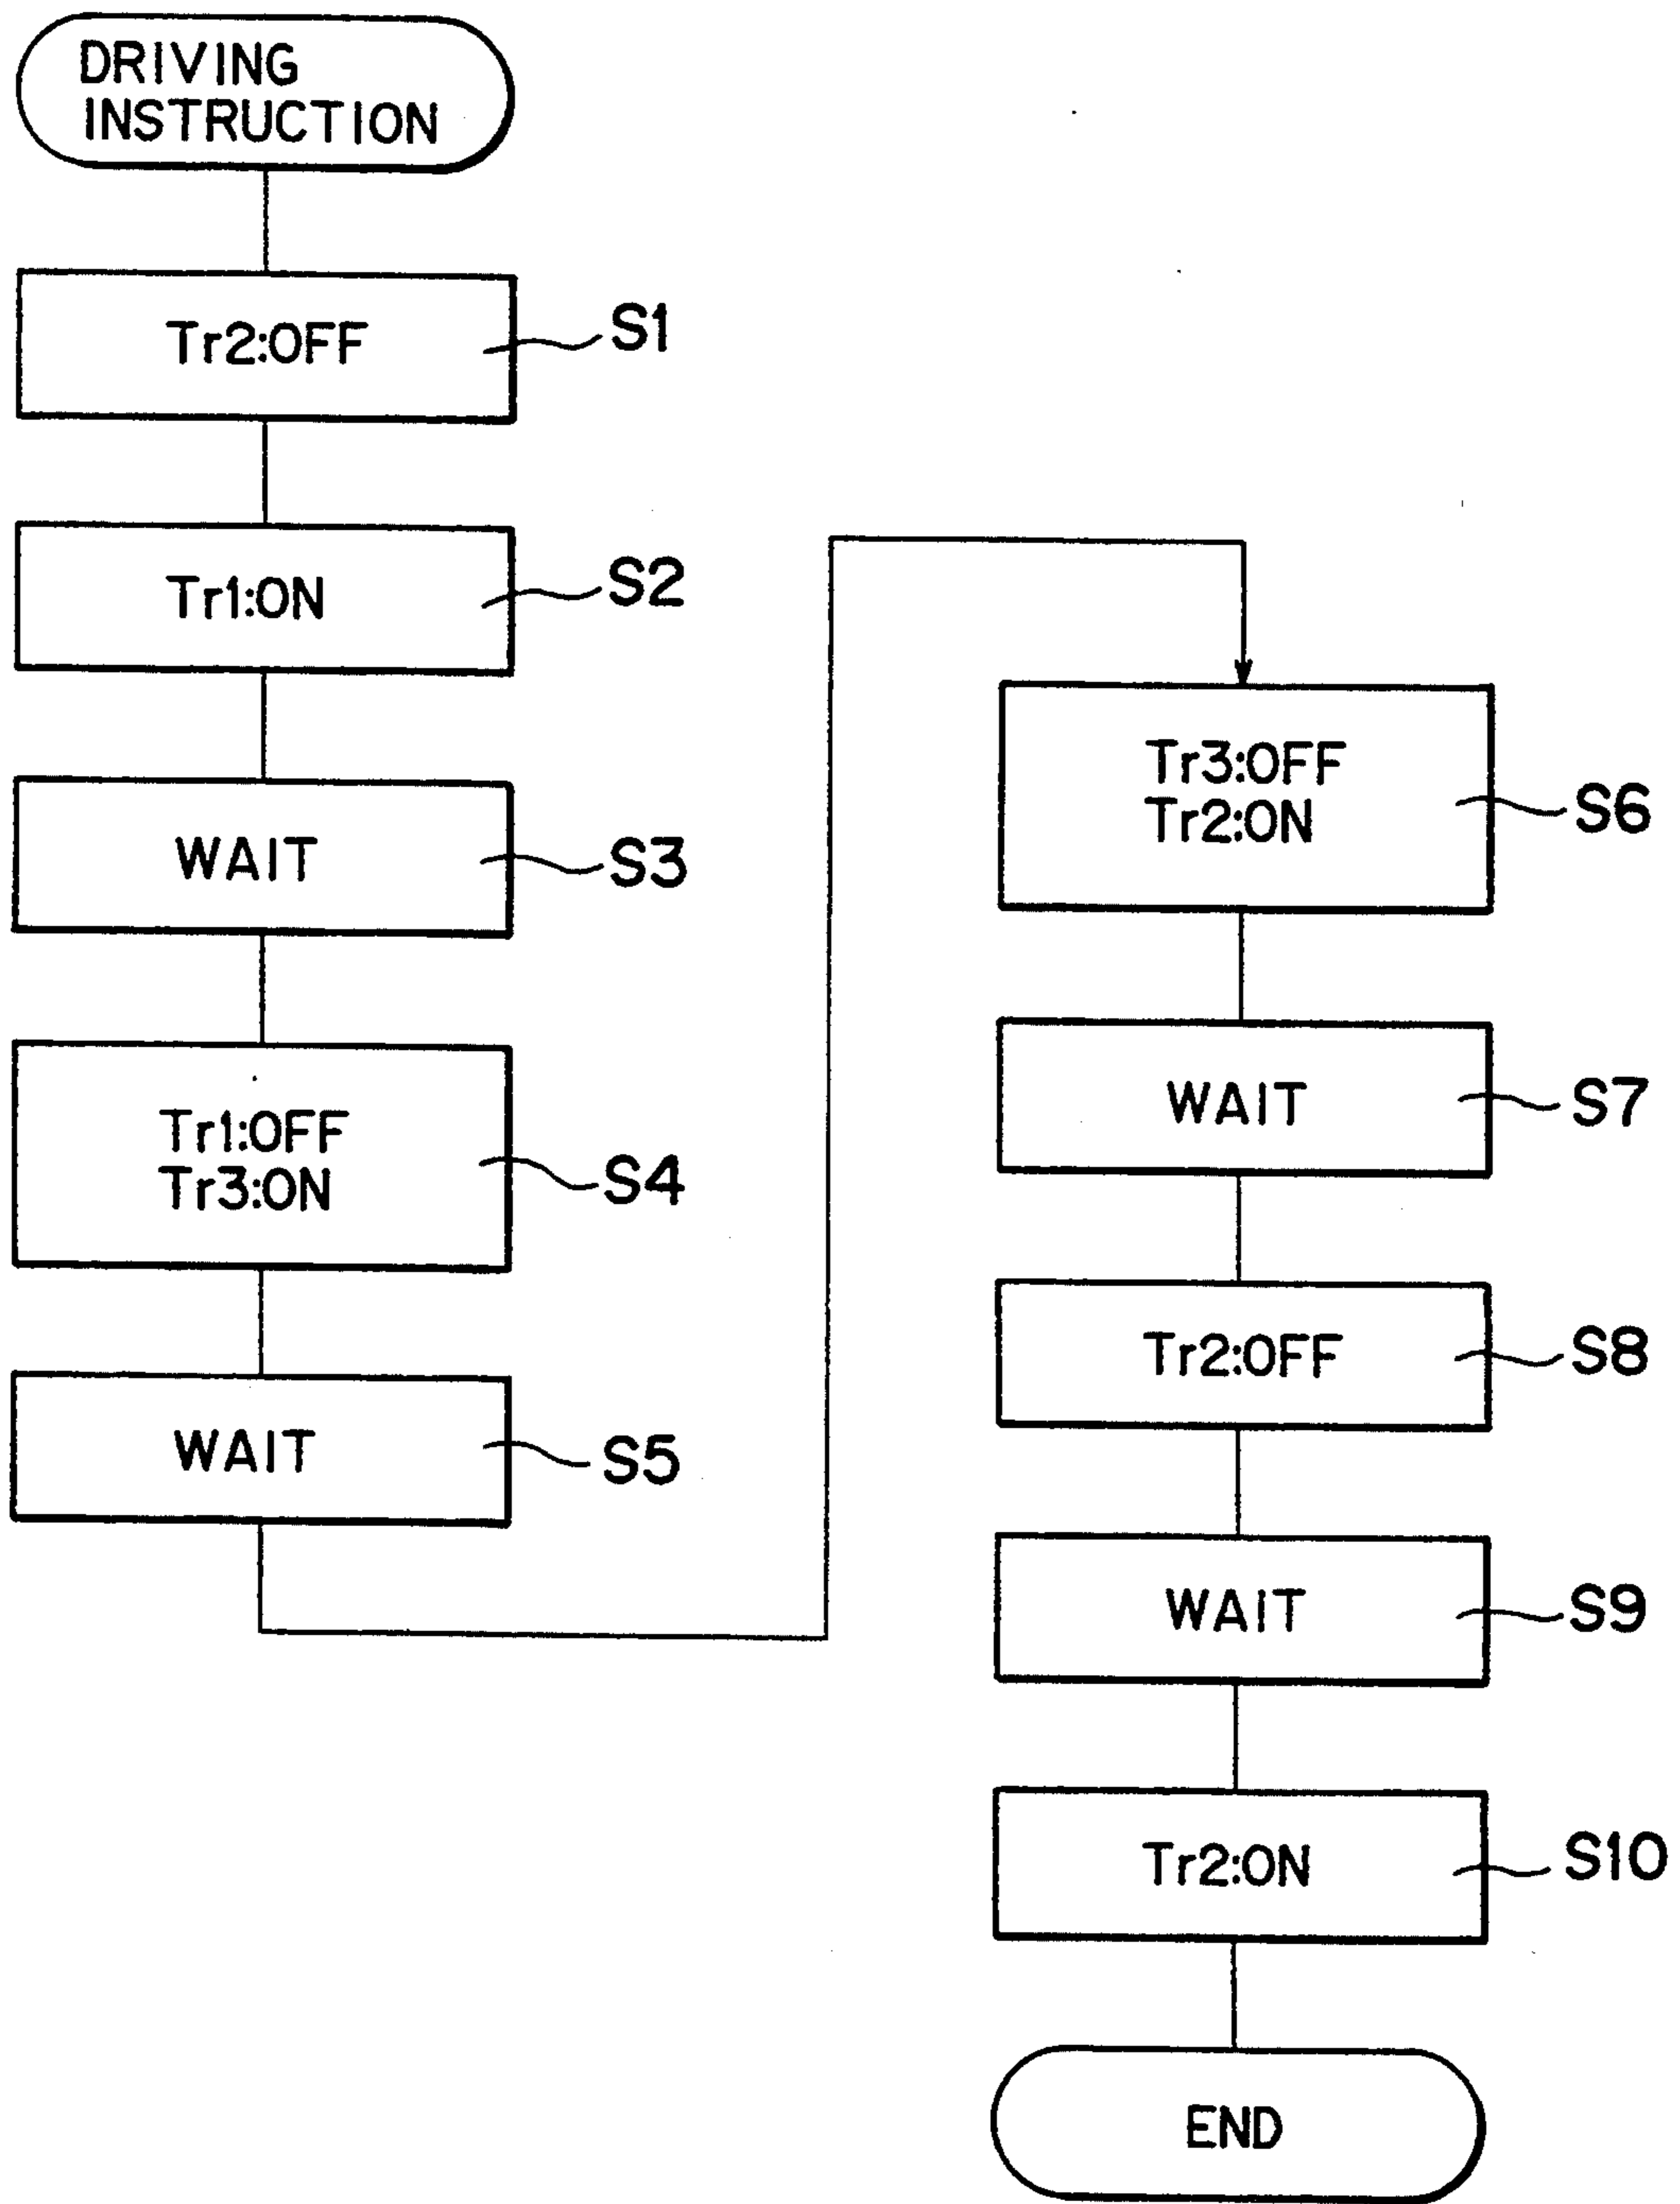 DRIVING
INSTRUCTION
Tr2:OFF
S1
Tr1:ON
S2
WAIT
S3
Tr1:OFF
Tr3:ON
S4
WAIT
S5
Tr3:OFF
Tr2:ON
S6
WAIT
S7
Tr2:OFF
S8
WAIT
S9
Tr2:ON
S10
END